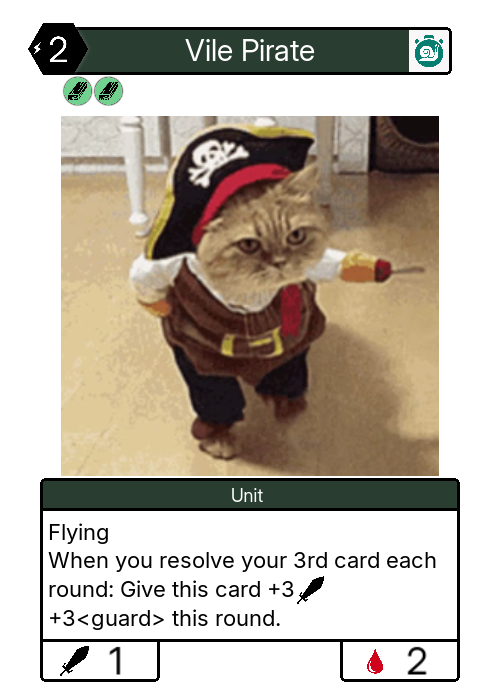 2
Vile Pirate
Unit
Flying
When you resolve your 3rd card each
round: Give this card +3
+3<guard> this round.
1
2